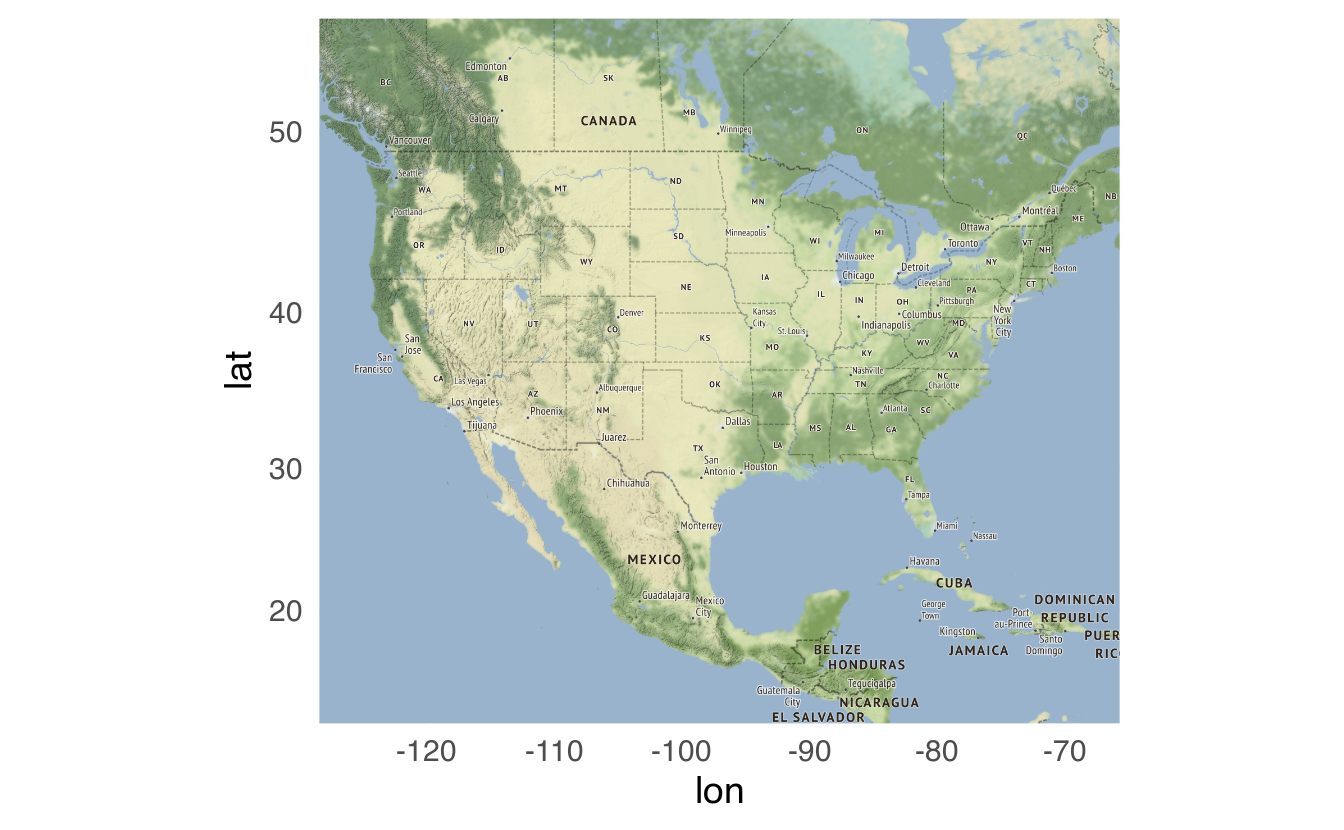 Edmonton
AB
SK
BC
MB
CANADA
Calgary
Winnipeg
ON
QC
Vancouver
Seattle
WA
MT
ND
Québec
NB
MN
Portland
Montréal
ME
Ottawa
Minneapolis
SD
WI
MI
OR
ID
Toronto
VT
NH
Milwaukee
WY
NY
Detroit
Boston
Chicago
IA
Cleveland
CT
NE
PA
IL
IN
OH
Pittsburgh
Denver
Kansas
City
Columbus
New
York
City
NV
UT
CO
Indianapolis
MD
St. Louis
San
Jose
KS
WV
MO
KY
VA
San
Francisco
Nashville
NC
CA
Las Vegas
OK
TN
Charlotte
Albuquerque
AZ
AR
Los Angeles
Phoenix
NM
Atlanta
SC
Tijuana
Dallas
MS
AL
GA
Juarez
TX
LA
San
Antonio
Houston
FL
Chihuahua
Tampa
Monterrey
Miami
Nassau
MEXICO
Havana
CUBA
Guadalajara
Mexico
City
George
Town
DOMINICAN
REPUBLIC
Port-
au-Prince
Kingston
PUER
Santo
Domingo
JAMAICA
RIC
BELIZE
HONDURAS
Tegucigalpa
Guatemala
City
NICARAGUA
EL SALVADOR
50
40
30
20
lat
-120 -110 -100 -90 -80 -70
lon